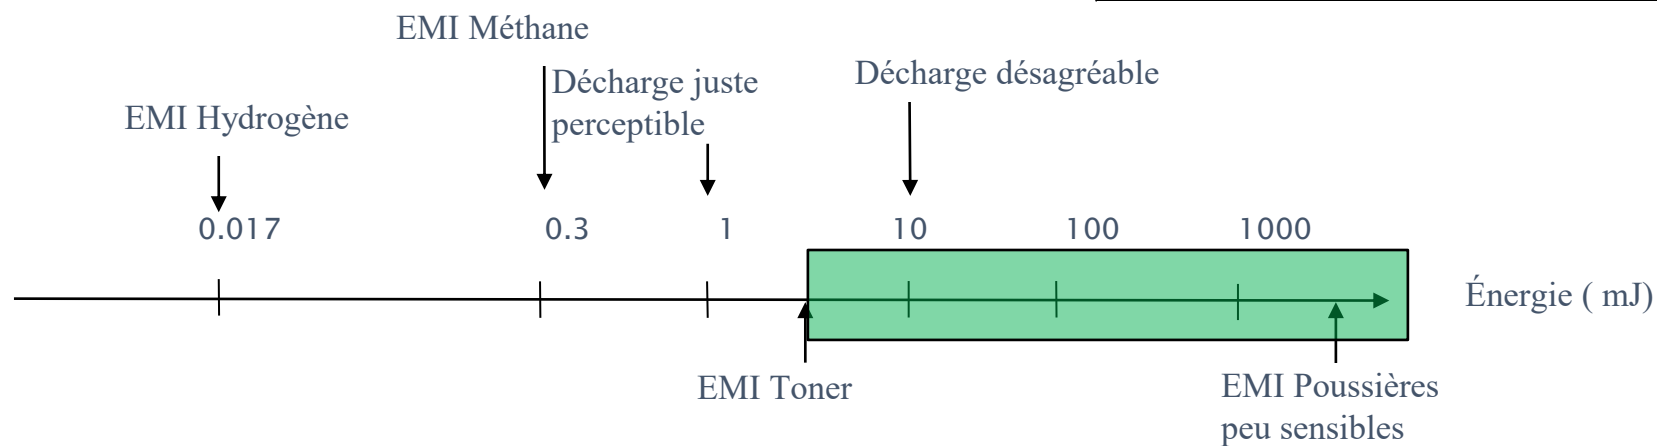 EMI Méthane
Décharge juste
perceptible
Décharge désagréable
EMI Hydrogène
0.017
0.3
1
10
100
1000
Énergie ( mJ)
EMI Toner
EMI Poussières
peu sensibles